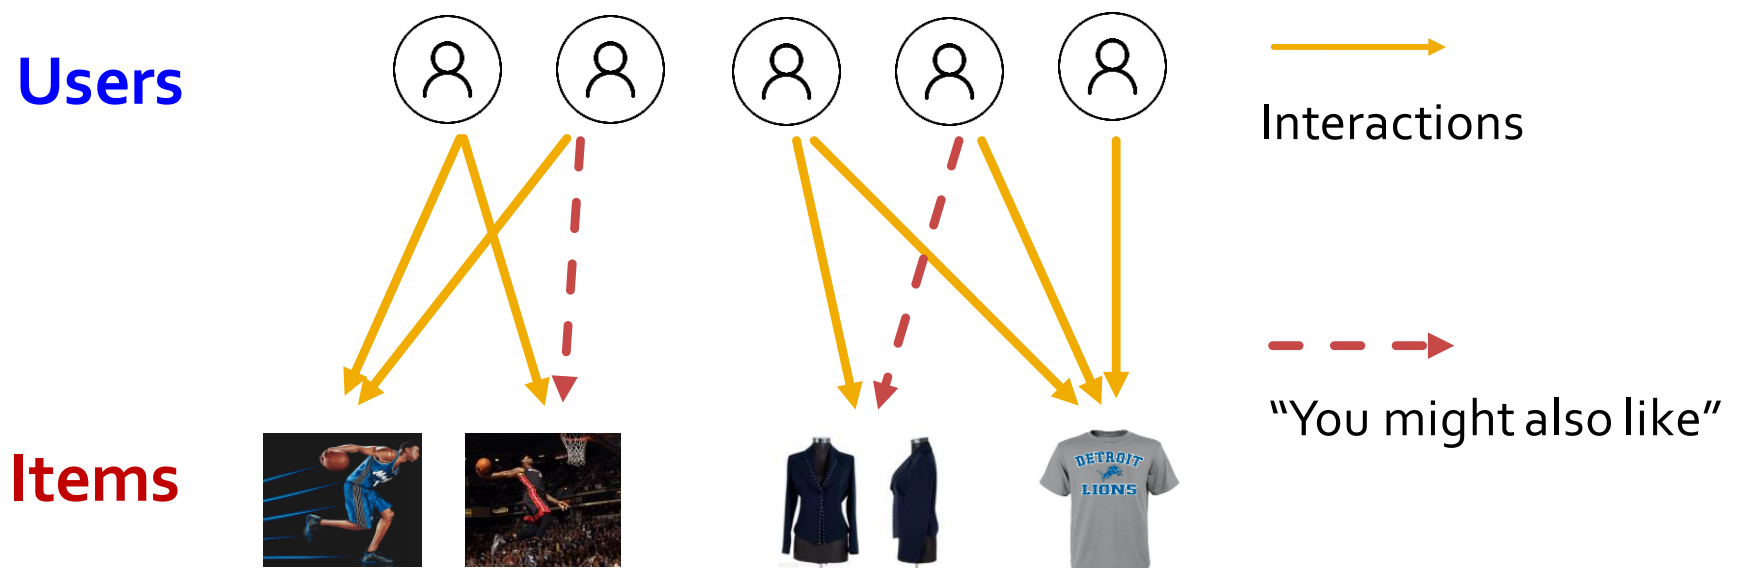 Users
Interactions
“You might also like”
Items
DETROIT
LIONS